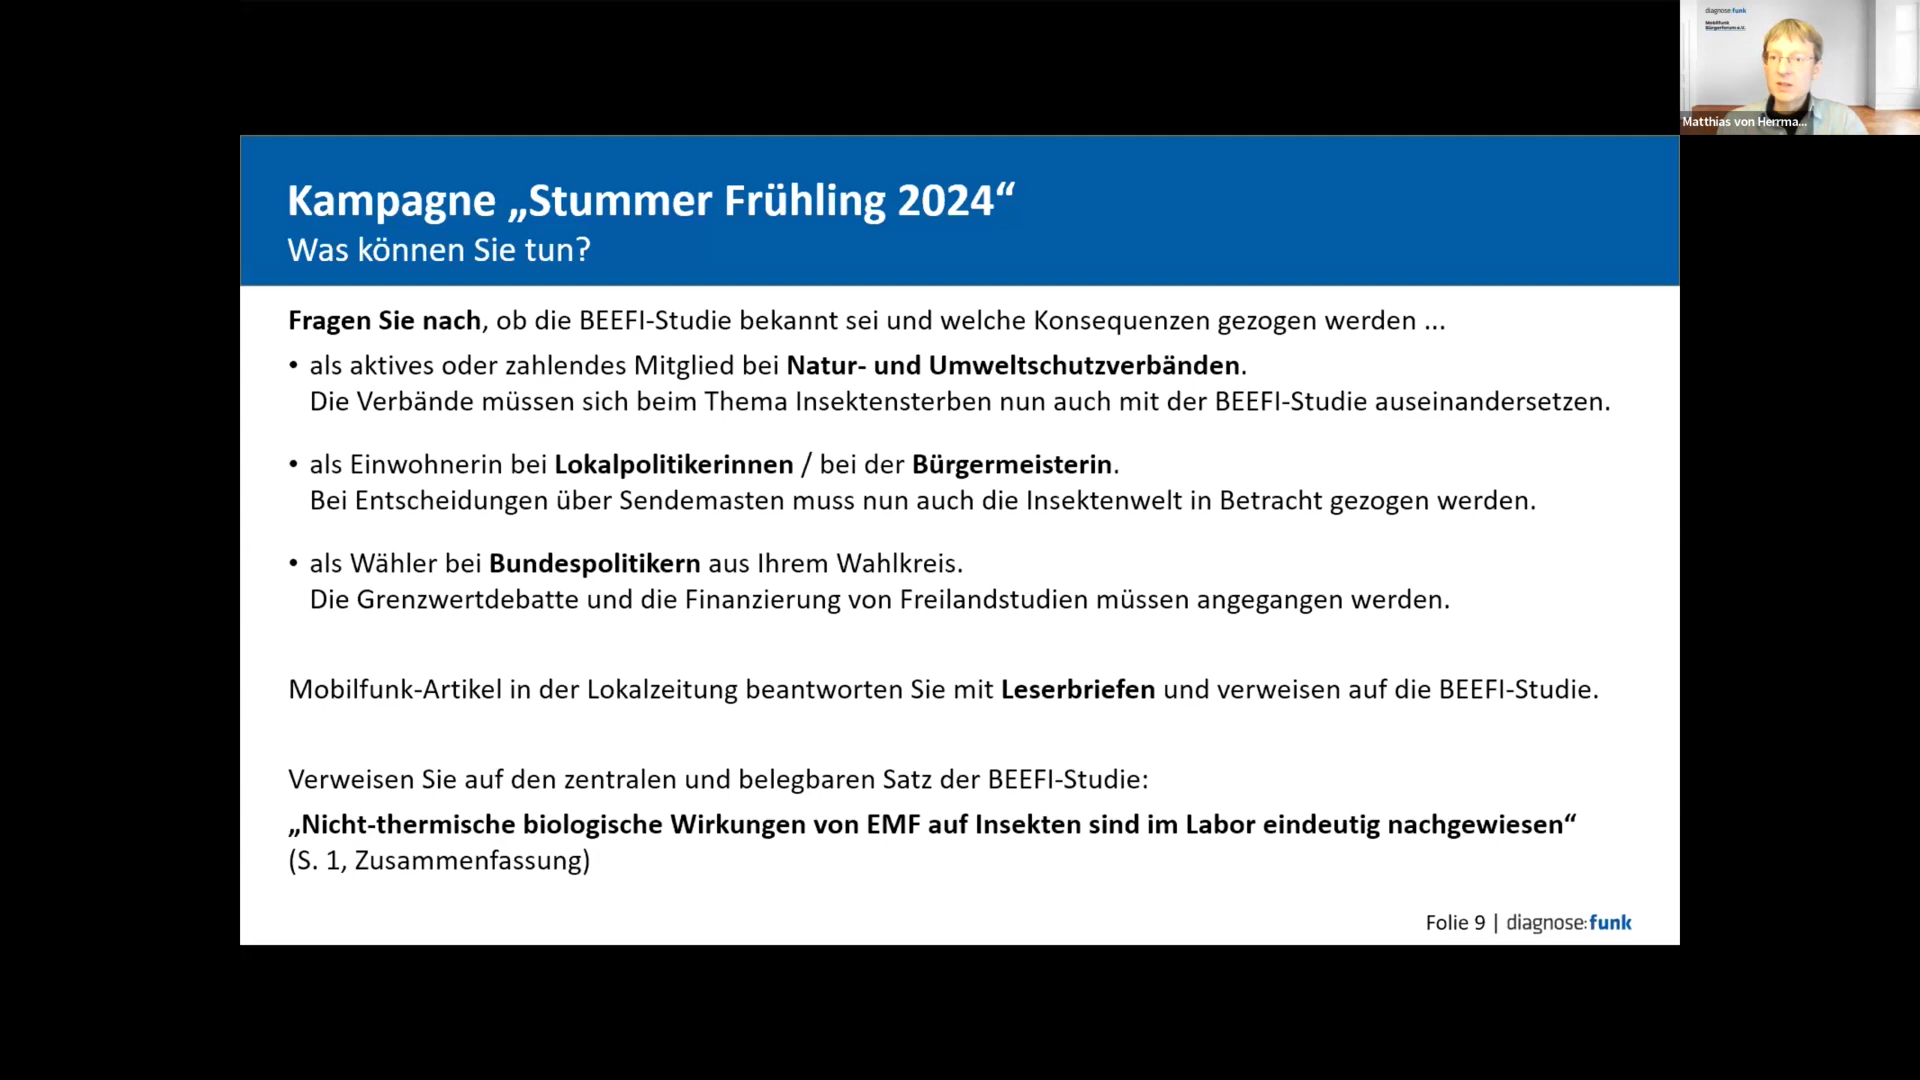 diagnose:funk
Mobilfunk
Bürgerforum e.V.
Matthias von Herrma...
Kampagne „Stummer Frühling 2024“
Was können Sie tun?
Fragen Sie nach, ob die BEEFI-Studie bekannt sei und welche Konsequenzen gezogen werden ...
• als aktives oder zahlendes Mitglied bei Natur- und Umweltschutzverbänden.
Die Verbände müssen sich beim Thema Insektensterben nun auch mit der BEEFI-Studie auseinandersetzen.
• als Einwohnerin bei Lokalpolitikerinnen / bei der Bürgermeisterin.
Bei Entscheidungen über Sendemasten muss nun auch die Insektenwelt in Betracht gezogen werden.
• als Wähler bei Bundespolitikern aus Ihrem Wahlkreis.
Die Grenzwertdebatte und die Finanzierung von Freilandstudien müssen angegangen werden.
Mobilfunk-Artikel in der Lokalzeitung beantworten Sie mit Leserbriefen und verweisen auf die BEEFI-Studie.
Verweisen Sie auf den zentralen und belegbaren Satz der BEEFI-Studie:
„Nicht-thermische biologische Wirkungen von EMF auf Insekten sind im Labor eindeutig nachgewiesen“
(S. 1, Zusammenfassung)
Folie 9 | diagnose:funk